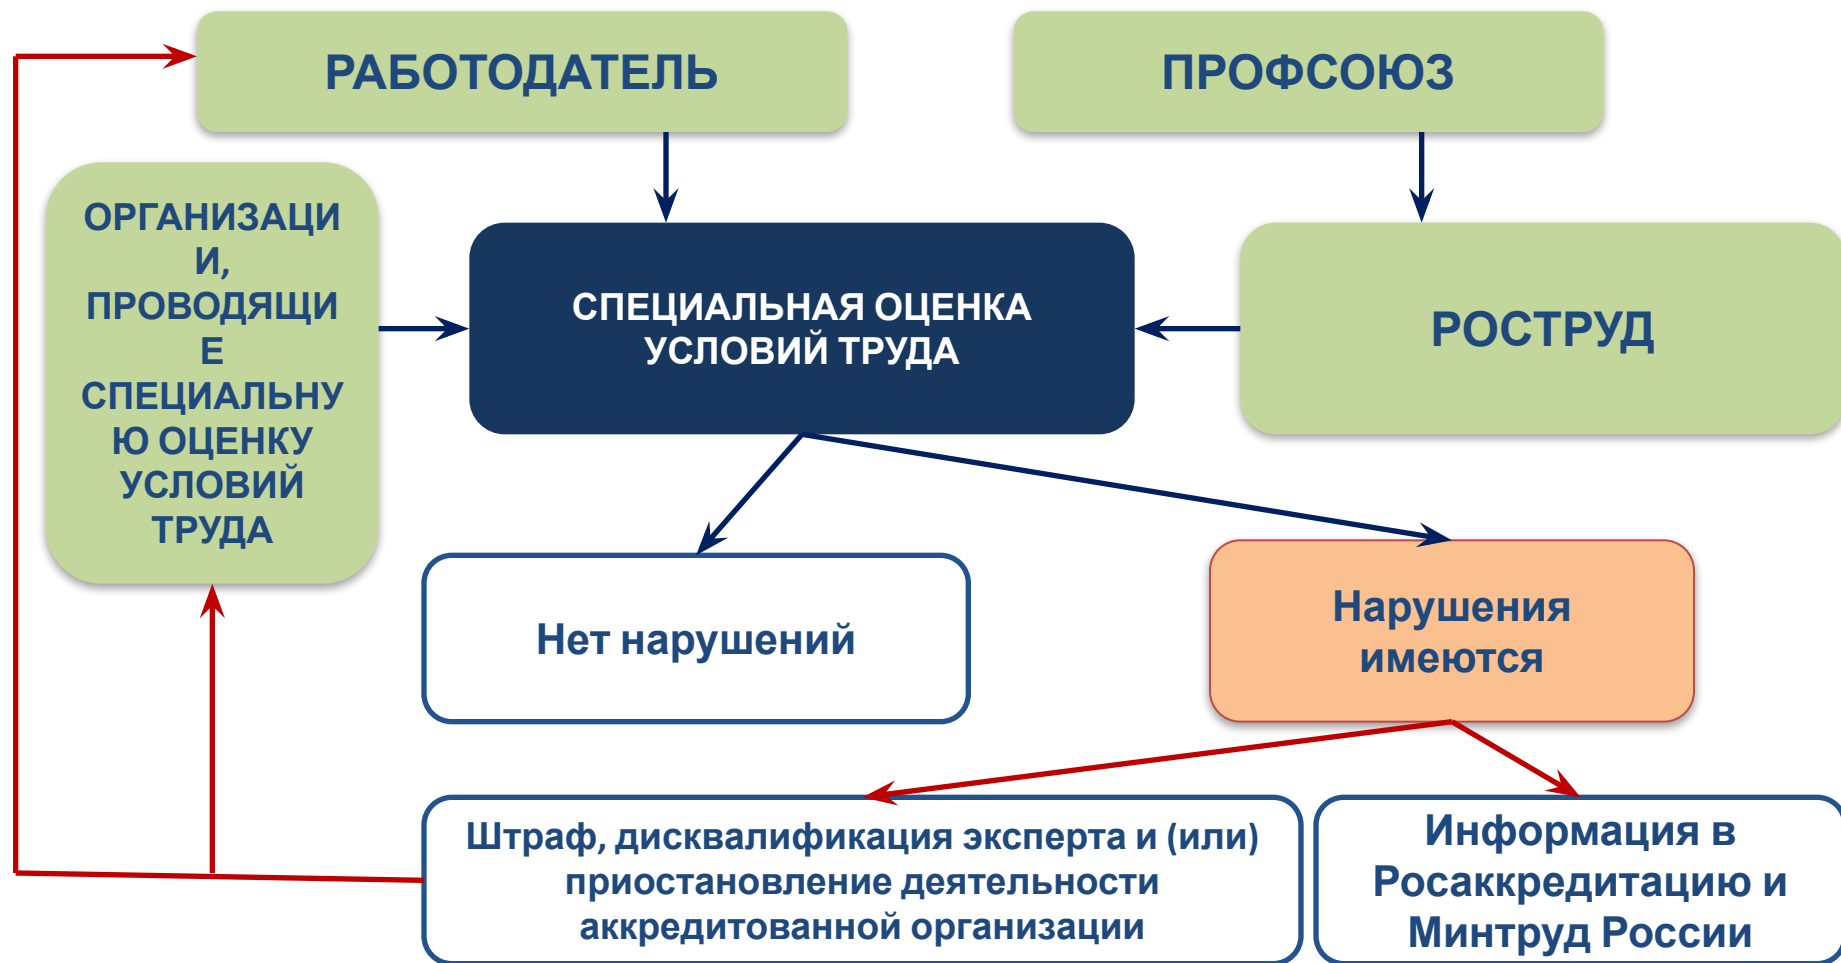 РАБОТОДАТЕЛЬ
ПРОФСОЮЗ
ОРГАНИЗАЦИ
И,
ПРОВОДЯЩИ
Е
СПЕЦИАЛЬНУ
Ю ОЦЕНКУ
УСЛОВИЙ
ТРУДА
СПЕЦИАЛЬНАЯ ОЦЕНКА
УСЛОВИЙ ТРУДА
РОСТРУД
Нет нарушений
Нарушения
имеются
Штраф, дисквалификация эксперта и (или)
приостановление деятельности
аккредитованной организации
Информация в
Росаккредитацию и
Минтруд России